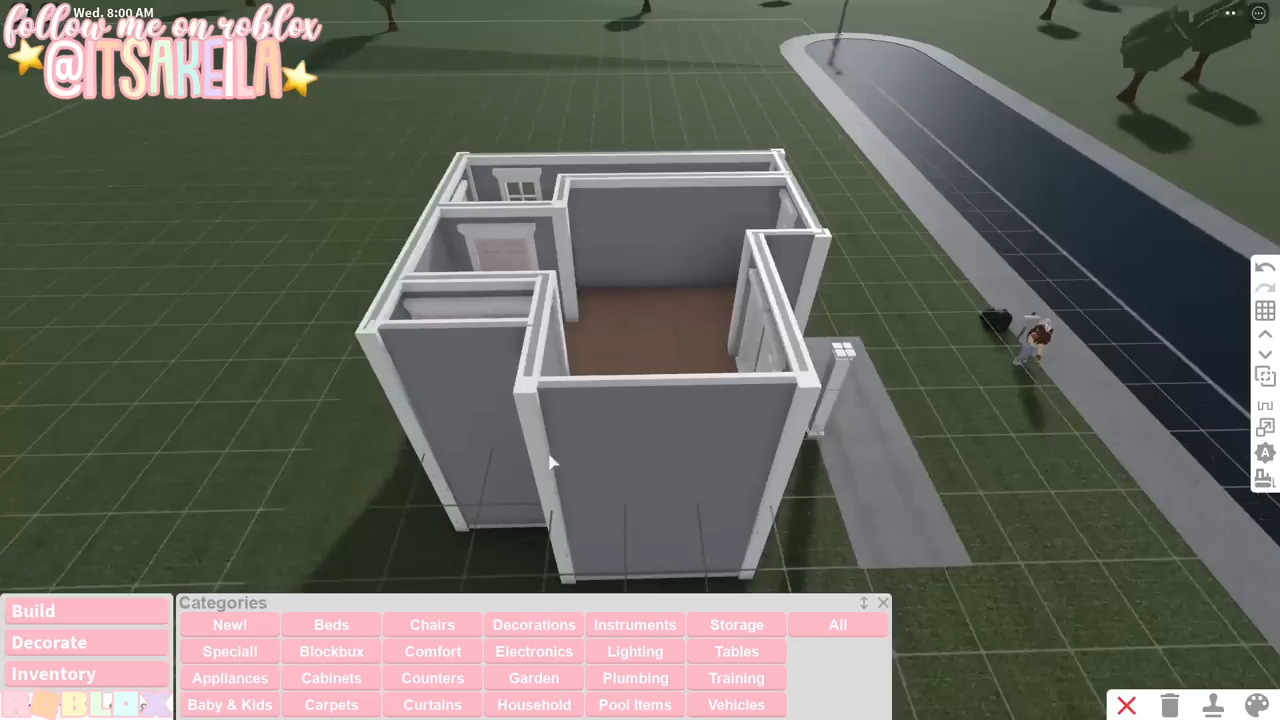 Wed. 8:00 AM
follow me on roblox
@ITSAKEILA
Build
Decorate
Inventory
ROBLOX
Categories
New! Beds Chairs Decorations Instruments Storage All
Special! Blockbux Comfort Electronics Lighting Tables
Appliances Cabinets Counters Garden Plumbing Training
Baby & Kids Carpets Curtains Household Pool Items Vehicles
A